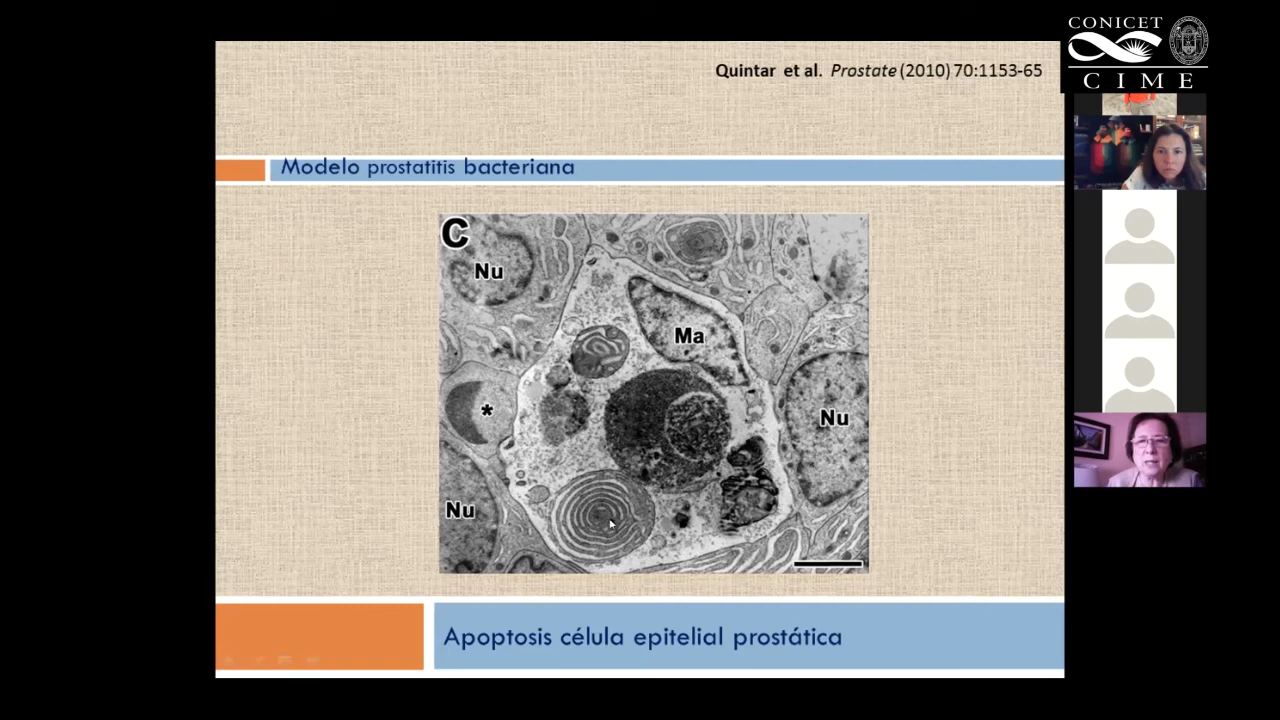 CONICET
CIME
Quintar et al. Prostate (2010) 70:1153-65
Modelo prostatitis bacteriana
C
Nu
Ma
*
Nu
Nu
Apoptosis célula epitelial prostática